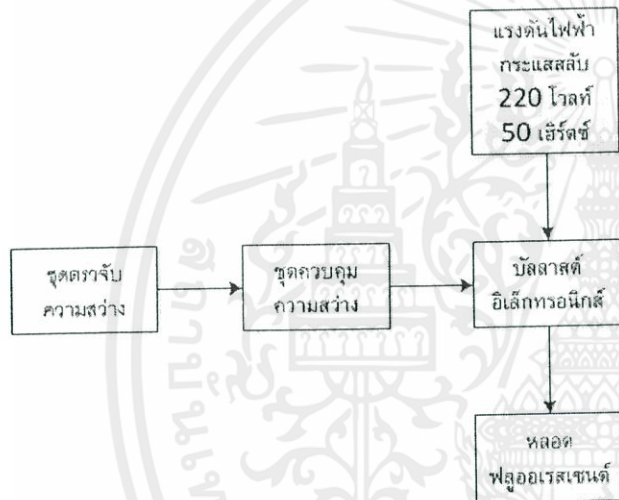 แรงดันไฟฟ้า
กระแสสลับ
220 โวลท์
50 เฮิร์ตซ์
ชุดตรวจับ
ความสว่าง
ชุดควบคุม
ความสว่าง
บัลลาสต์
อิเล็กทรอนิกส์
หลอด
ฟลูออเรสเซนต์